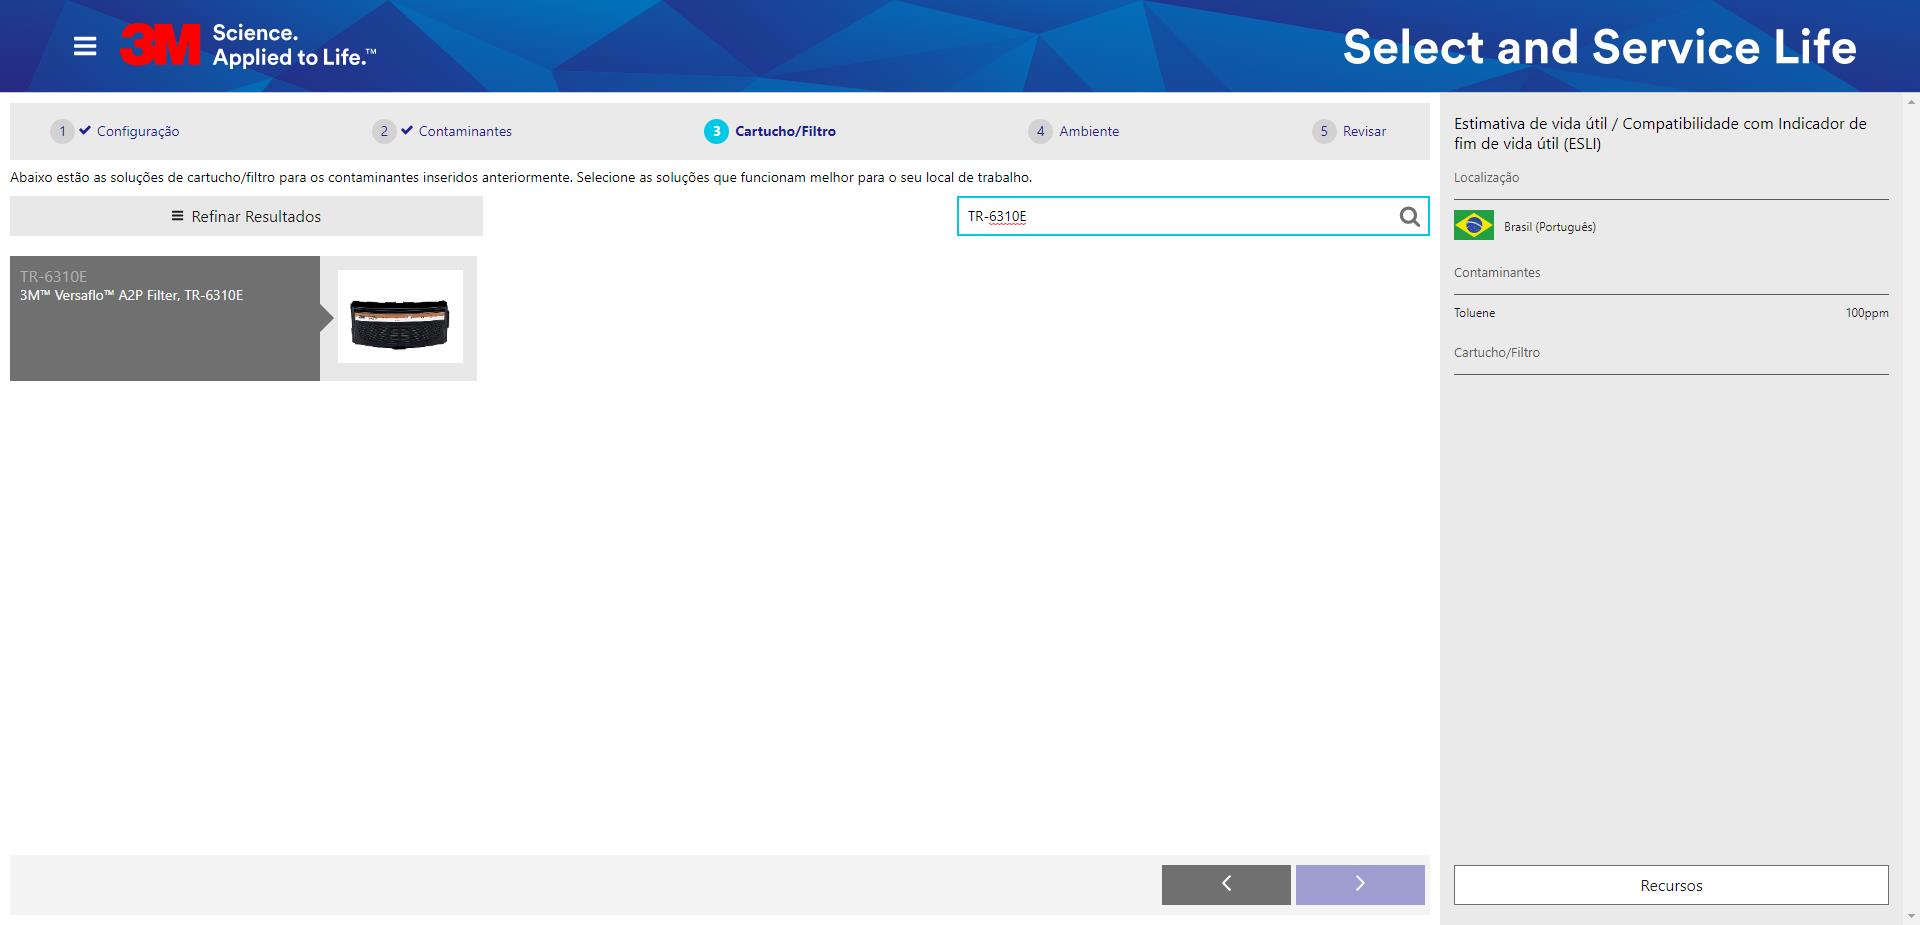 3M Science.
Applied to Life.™
Select and Service Life
1 Configuração
2 Contaminantes
3 Cartucho/Filtro
4 Ambiente
5 Revisar
Abaixo estão as soluções de cartucho/filtro para os contaminantes inseridos anteriormente. Selecione as soluções que funcionam melhor para o seu local de trabalho.
Refinar Resultados
TR-6310E
TR-6310E
3M™ Versaflo™ A2P Filter, TR-6310E
Estimativa de vida útil / Compatibilidade com Indicador de
fim de vida útil (ESLI)
Localização
Brasil (Português)
Contaminantes
Toluene 100ppm
Cartucho/Filtro
Recursos